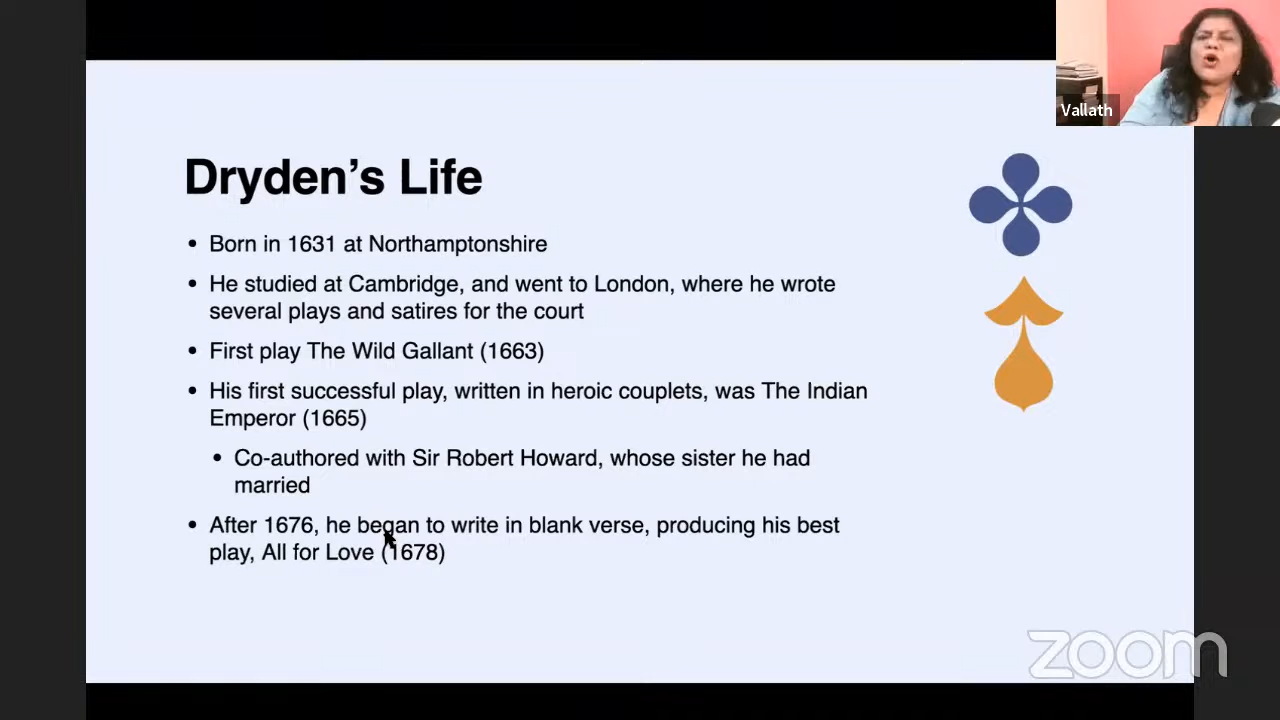 Vallath
Dryden's Life
• Born in 1631 at Northamptonshire
• He studied at Cambridge, and went to London, where he wrote
several plays and satires for the court
• First play The Wild Gallant (1663)
• His first successful play, written in heroic couplets, was The Indian
Emperor (1665)
• Co-authored with Sir Robert Howard, whose sister he had
married
• After 1676, he began to write in blank verse, producing his best
play, All for Love (1678)
zoom